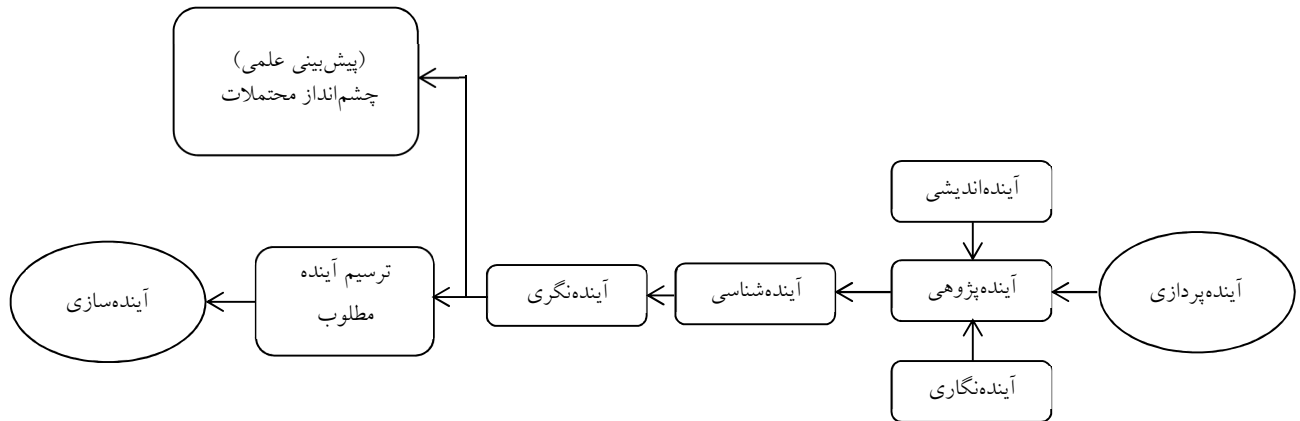 (پیش‌بینی علمی)
چشم‌انداز محتملات
آینده‌اندیشی
آینده‌پردازی
آینده‌پژوهی
آینده‌شناسی
آینده‌نگری
ترسیم آینده
مطلوب
آینده‌سازی
آینده‌نگاری